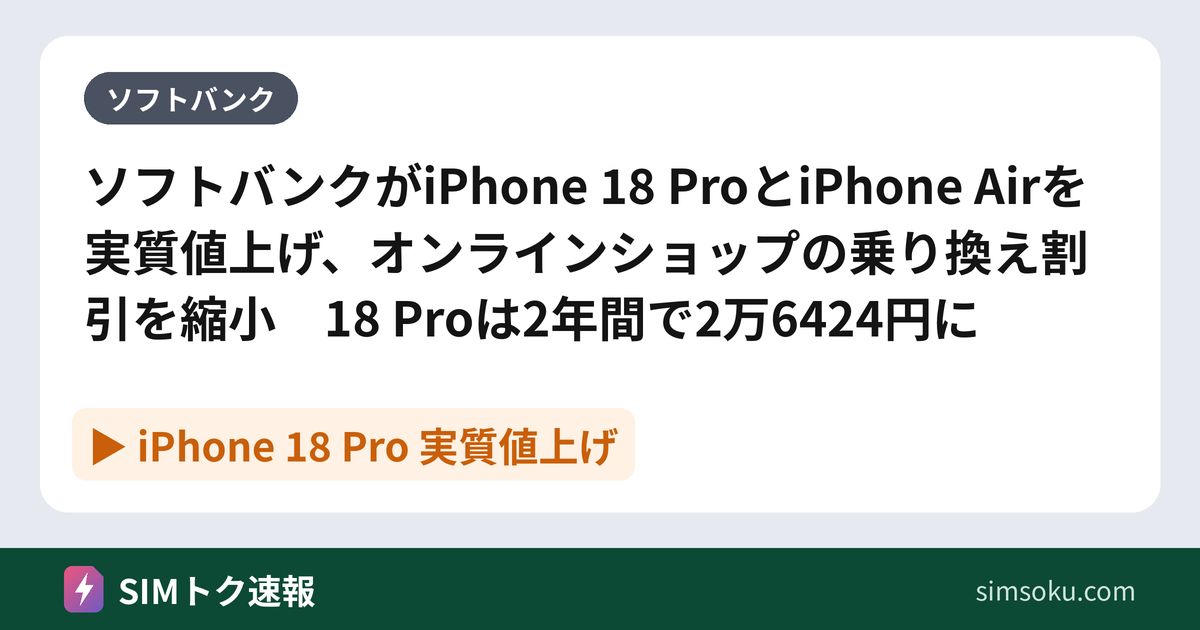 ソフトバンク
ソフトバンクがiPhone 18 ProとiPhone Airを
実質値上げ、オンラインショップの乗り換え割
引を縮小　18 Proは2年間で2万6424円に
▶ iPhone 18 Pro 実質値上げ
SIMトク速報
simsoku.com